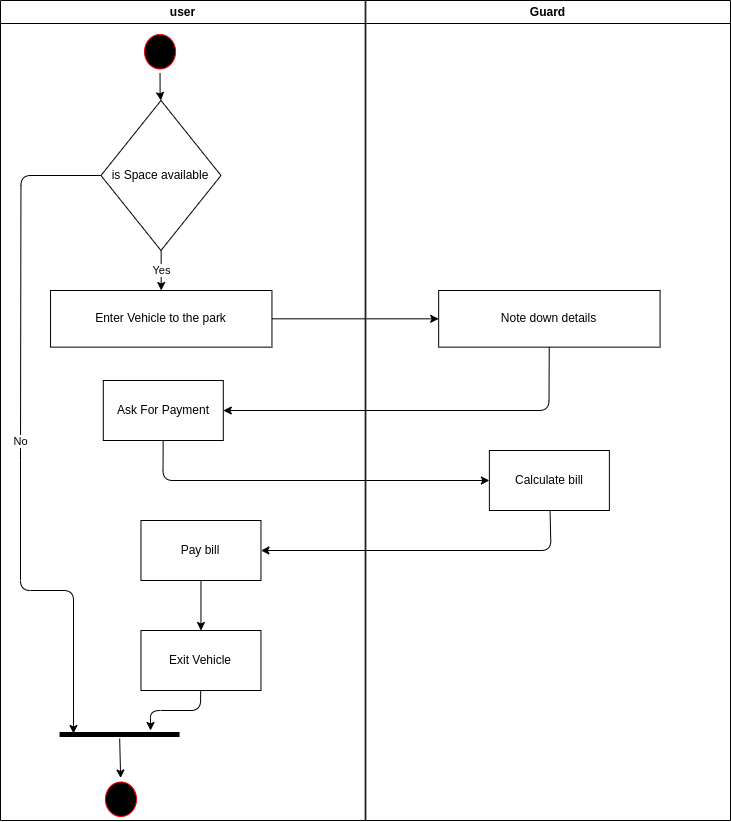 user
Guard
is Space available
Yes
Enter Vehicle to the park
Note down details
Ask For Payment
No
Calculate bill
Pay bill
Exit Vehicle